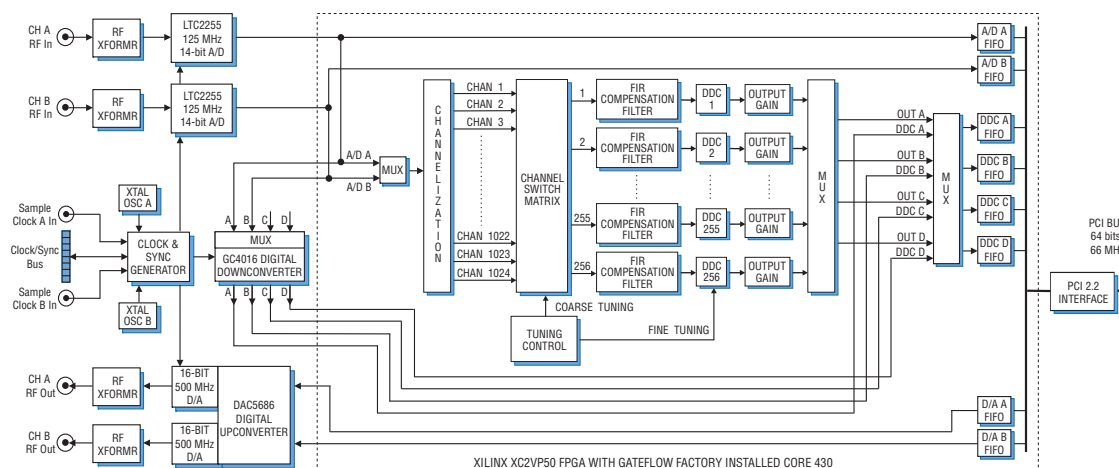 CH A
RF In
RF
XFORMR
LTC2255
125 MHz
14-bit A/D
CH B
RF In
RF
XFORMR
LTC2255
125 MHz
14-bit A/D
XTAL
OSC A
Sample
Clock A In
Clock/Sync
Bus
Sample
Clock B In
CLOCK &
SYNC
GENERATOR
XTAL
OSC B
A
B
C
D
MUX
GC4016 DIGITAL
DOWNCONVERTER
A
B
C
D
A/D A
A/D B
MUX
CHANNELIZATION
CHAN 1
CHAN 2
CHAN 3
CHAN 1022
CHAN 1023
CHAN 1024
CHANNEL
SWITCH
MATRIX
COARSE TUNING
TUNING
CONTROL
FINE TUNING
1
FIR
COMPENSATION
FILTER
DDC
1
OUTPUT
GAIN
2
FIR
COMPENSATION
FILTER
DDC
2
OUTPUT
GAIN
255
FIR
COMPENSATION
FILTER
DDC
255
OUTPUT
GAIN
256
FIR
COMPENSATION
FILTER
DDC
256
OUTPUT
GAIN
MUX
OUT A
DDC A
OUT B
DDC B
OUT C
DDC C
OUT D
DDC D
MUX
A/D A
FIFO
A/D B
FIFO
DDC A
FIFO
DDC B
FIFO
DDC C
FIFO
DDC D
FIFO
PCI BU
64 bits
66 MH
PCI 2.2
INTERFACE
CH A
RF Out
RF
XFORMR
16-BIT
500 MHz
D/A
CH B
RF Out
RF
XFORMR
16-BIT
500 MHz
D/A
DAC5686
DIGITAL
UPCONVERTER
D/A A
FIFO
D/A B
FIFO
XILINX XC2VP50 FPGA WITH GATEFLOW FACTORY INSTALLED CORE 430